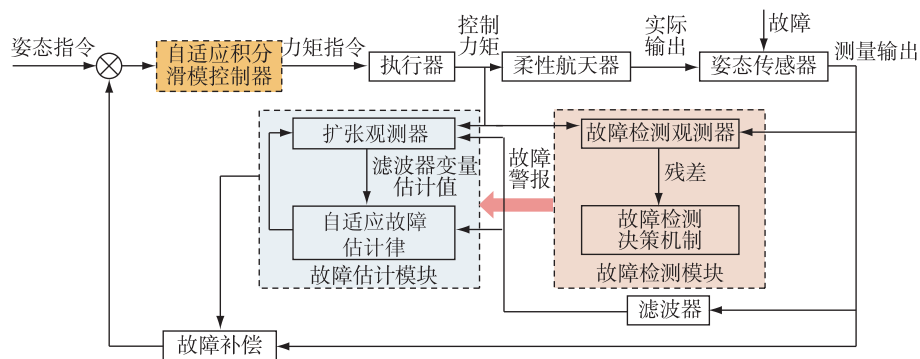 姿态指令
自适应积分
滑模控制器
力矩指令
执行器
控制
力矩
柔性航天器
实际
输出
故障
姿态传感器
测量输出
扩张观测器
滤波器变量
估计值
自适应故障
估计律
故障估计模块
故障
警报
故障检测观测器
残差
故障检测
决策机制
故障检测模块
滤波器
故障补偿